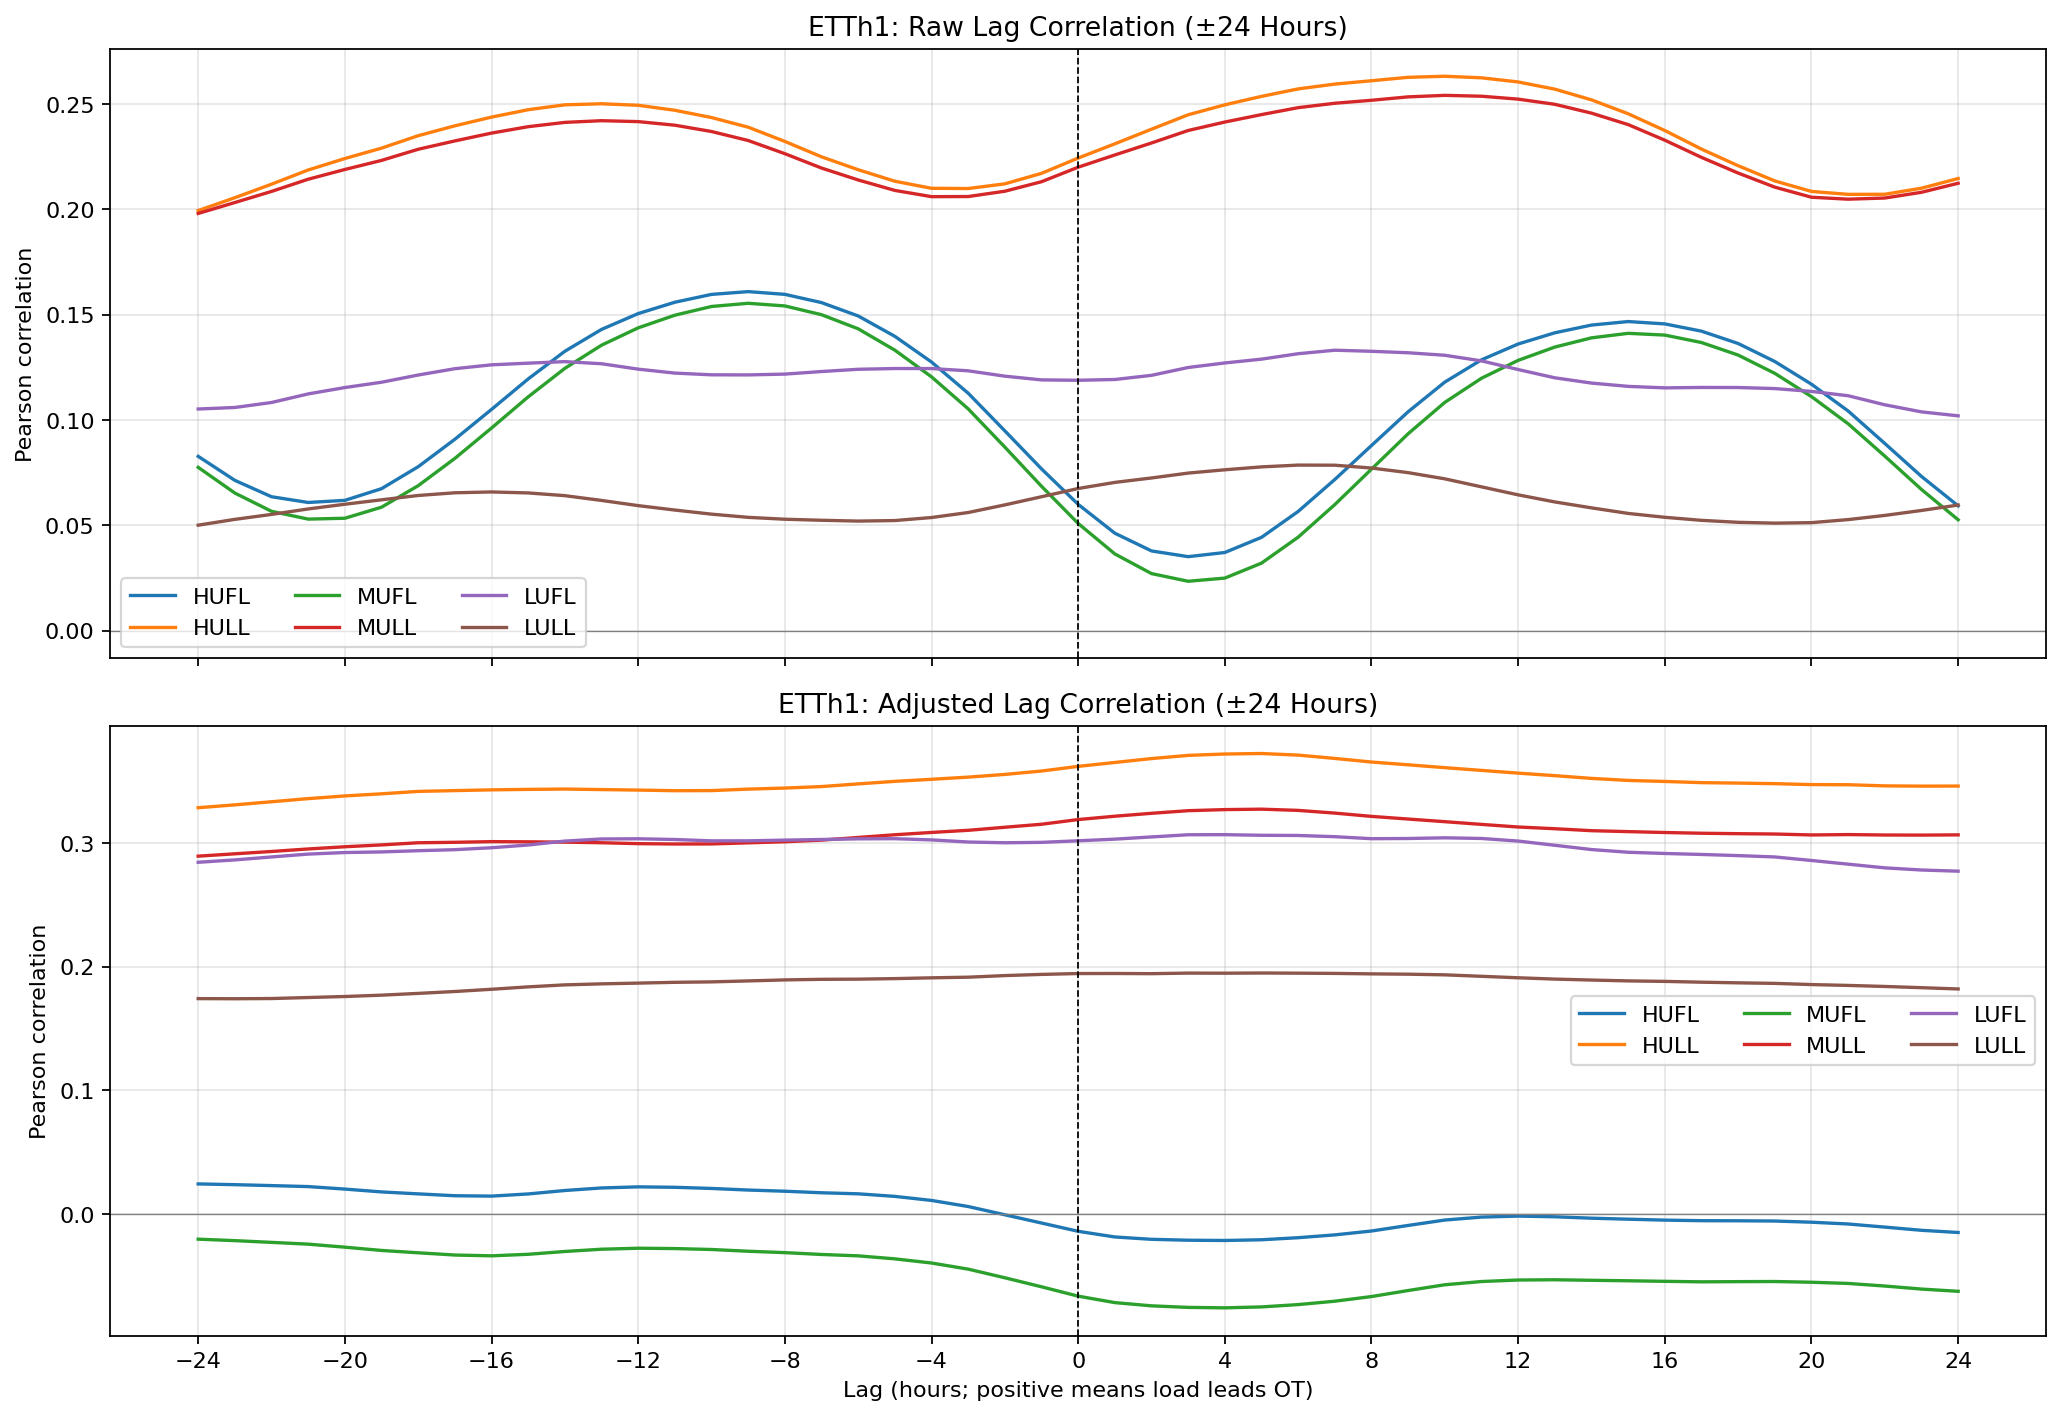 ETTh1: Raw Lag Correlation (±24 Hours)
Pearson correlation
0.25
0.20
0.15
0.10
0.05
0.00
HUFL MUFL LUFL
HULL MULL LULL
ETTh1: Adjusted Lag Correlation (±24 Hours)
Pearson correlation
0.3
0.2
0.1
0.0
HUFL MUFL LUFL
HULL MULL LULL
−24 −20 −16 −12 −8 −4 0 4 8 12 16 20 24
Lag (hours; positive means load leads OT)